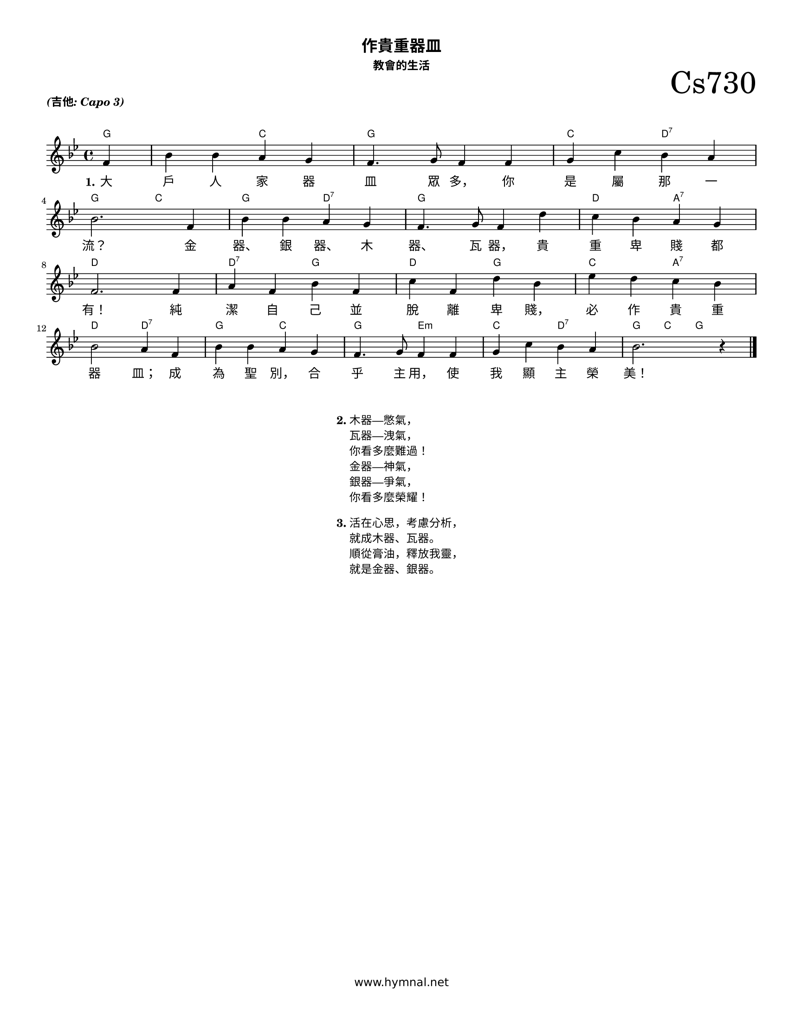 作貴重器皿
教會的生活
Cs730
(吉他: Capo 3)
G C G C D7
1. 大 戶 人 家 器 皿 眾 多， 你 是 屬 那 一
4 G C G D7 G D A7
流？ 金 器、 銀 器、 木 器、 瓦 器， 貴 重 卑 賤 都
8 D D7 G D G C A7
有！ 純 潔 自 己 並 脫 離 卑 賤， 必 作 貴 重
12 D D7 G C G Em C D7 G C G
器 皿； 成 為 聖 別， 合 乎 主 用， 使 我 顯 主 榮 美！
2. 木器—憋氣，
瓦器—洩氣，
你看多麼難過！
金器—神氣，
銀器—爭氣，
你看多麼榮耀！
3. 活在心思，考慮分析，
就成木器、瓦器。
順從膏油，釋放我靈，
就是金器、銀器。
www.hymnal.net